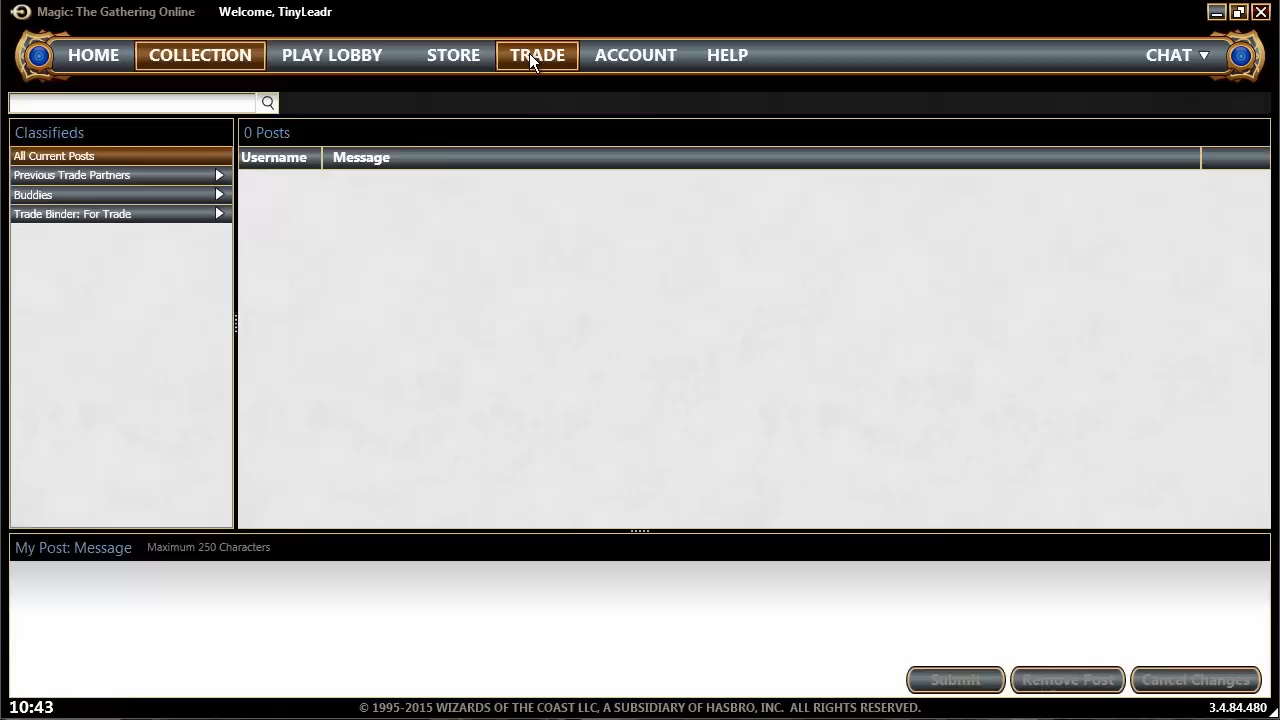 Magic: The Gathering Online Welcome, TinyLeadr
HOME COLLECTION PLAY LOBBY STORE TRADE ACCOUNT HELP CHAT
Classifieds
0 Posts
All Current Posts
Username Message
Previous Trade Partners
Buddies
Trade Binder: For Trade
My Post: Message Maximum 250 Characters
Submit Remove Post Cancel Changes
10:43 © 1995-2015 WIZARDS OF THE COAST LLC, A SUBSIDIARY OF HASBRO, INC. ALL RIGHTS RESERVED. 3.4.84.480